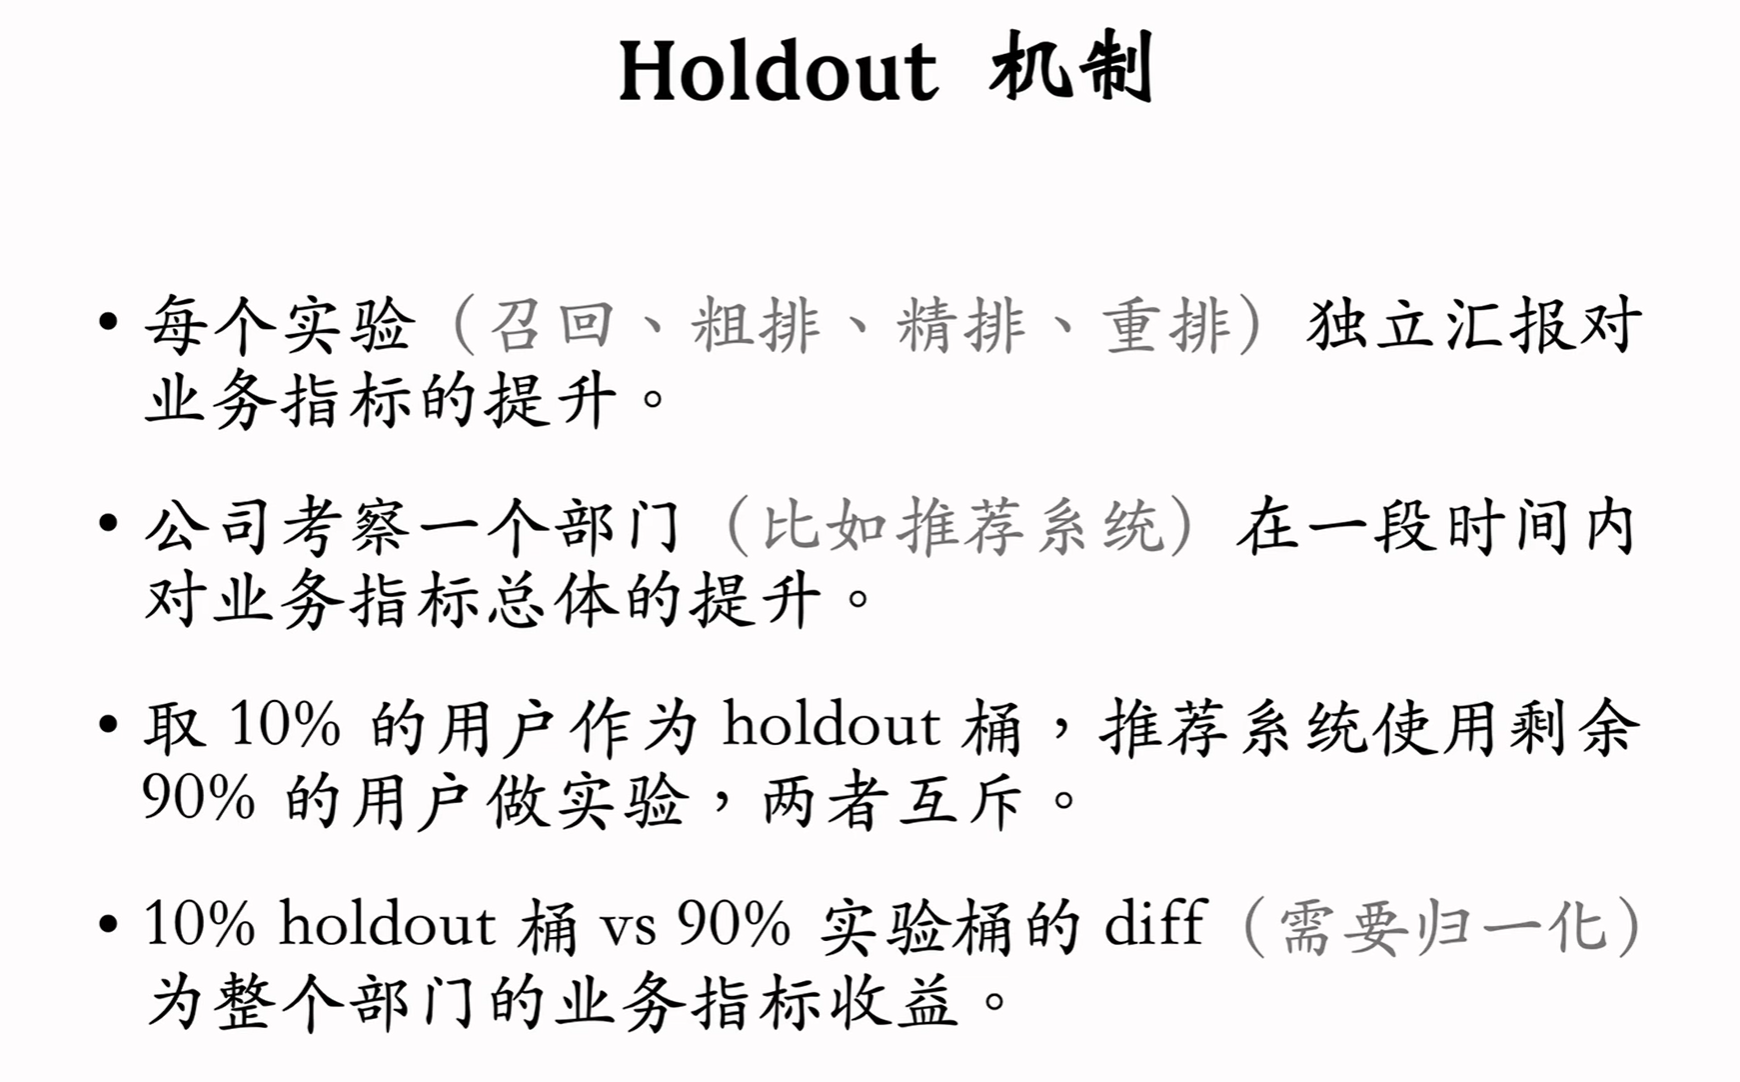 Holdout 机制
• 每个实验（召回、粗排、精排、重排）独立汇报对
业务指标的提升。
• 公司考察一个部门（比如推荐系统）在一段时间内
对业务指标总体的提升。
• 取 10% 的用户作为 holdout 桶，推荐系统使用剩余
90% 的用户做实验，两者互斥。
• 10% holdout 桶 vs 90% 实验桶的 diff（需要归一化）
为整个部门的业务指标收益。